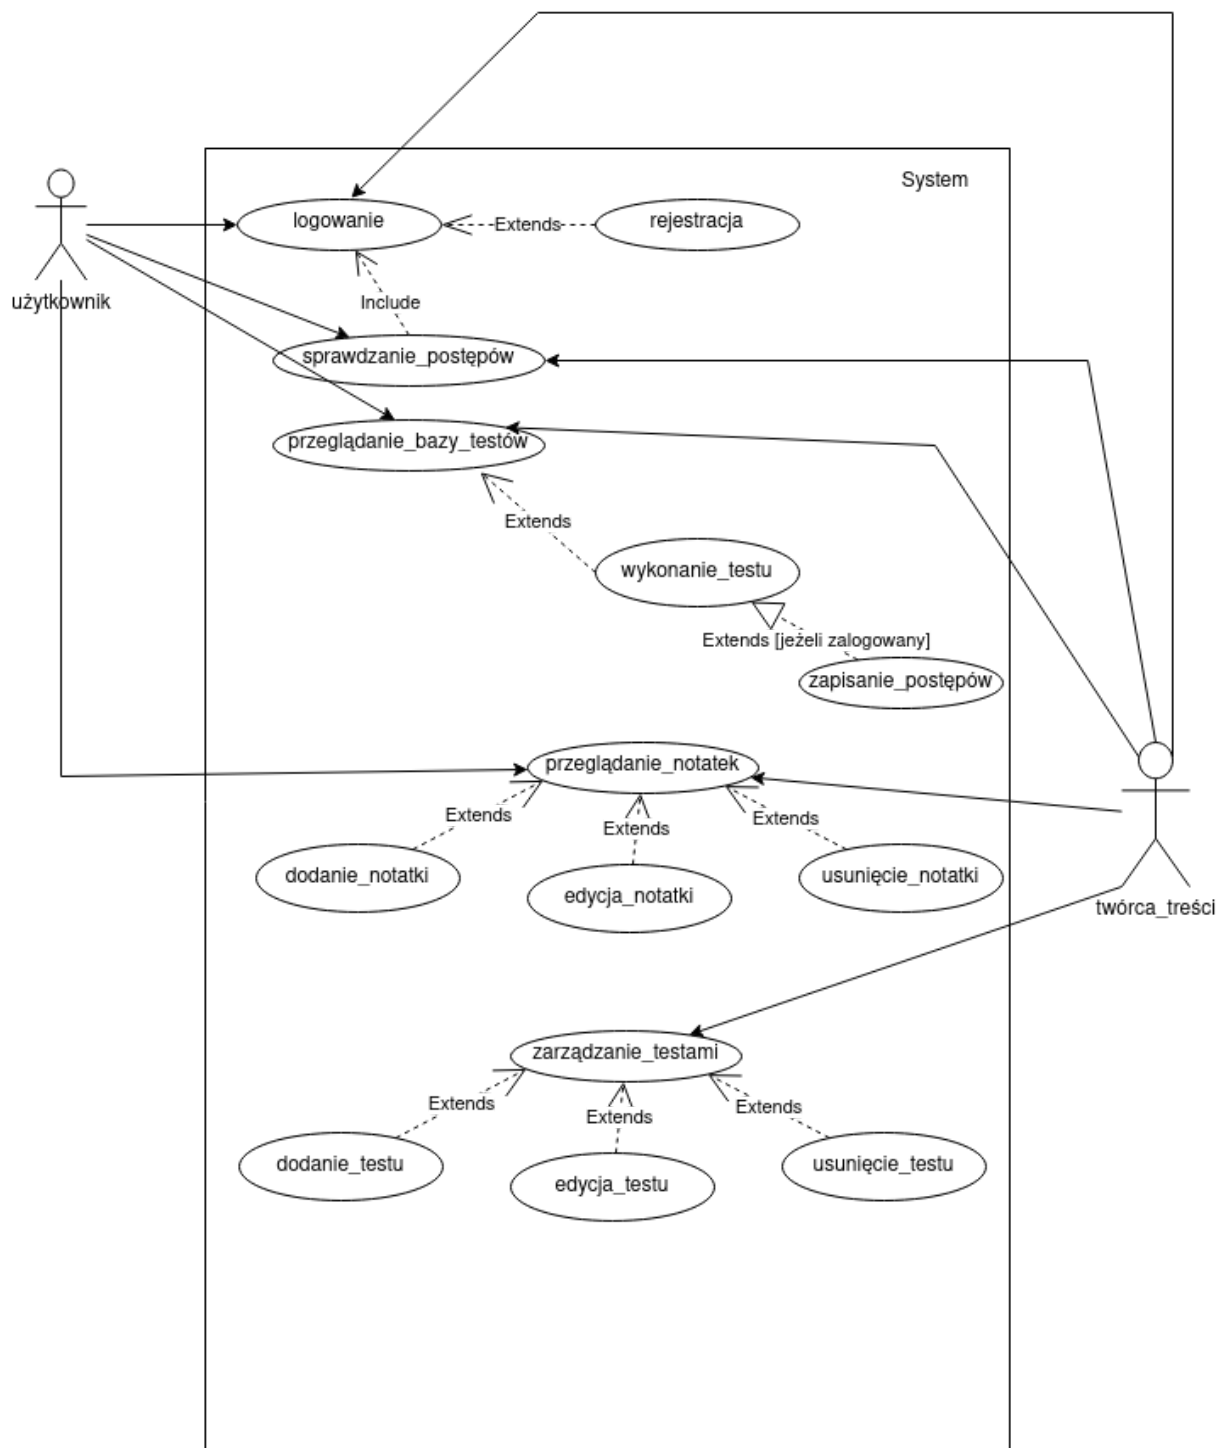 System
logowanie
Extends
rejestracja
użytkownik
Include
sprawdzanie_postępów
przeglądanie_bazy_testów
Extends
wykonanie_testu
Extends [jeżeli zalogowany]
zapisanie_postępów
przeglądanie_notatek
Extends
Extends
Extends
dodanie_notatki
edycja_notatki
usunięcie_notatki
twórca_treści
zarządzanie_testami
Extends
Extends
Extends
dodanie_testu
edycja_testu
usunięcie_testu